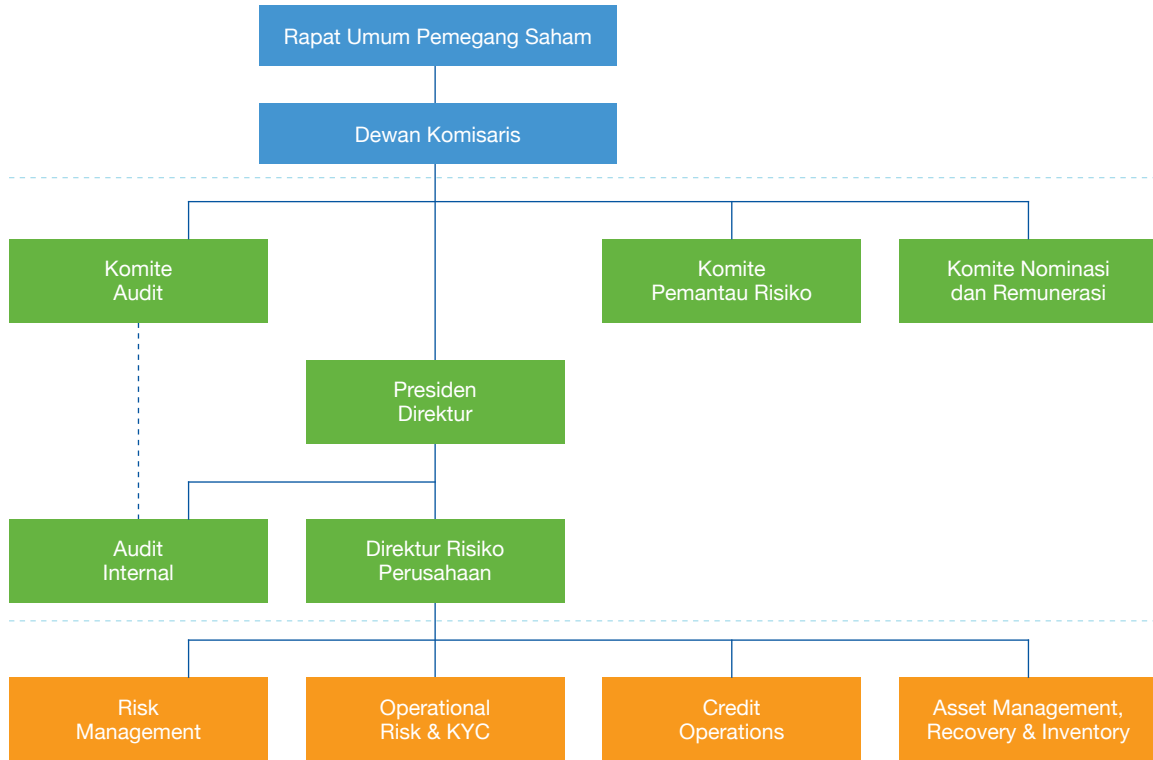 Rapat Umum Pemegang Saham
Dewan Komisaris
Komite
Audit
Komite
Pemantau Risiko
Komite Nominasi
dan Remunerasi
Presiden
Direktur
Audit
Internal
Direktur Risiko
Perusahaan
Risk
Management
Operational
Risk & KYC
Credit
Operations
Asset Management,
Recovery & Inventory